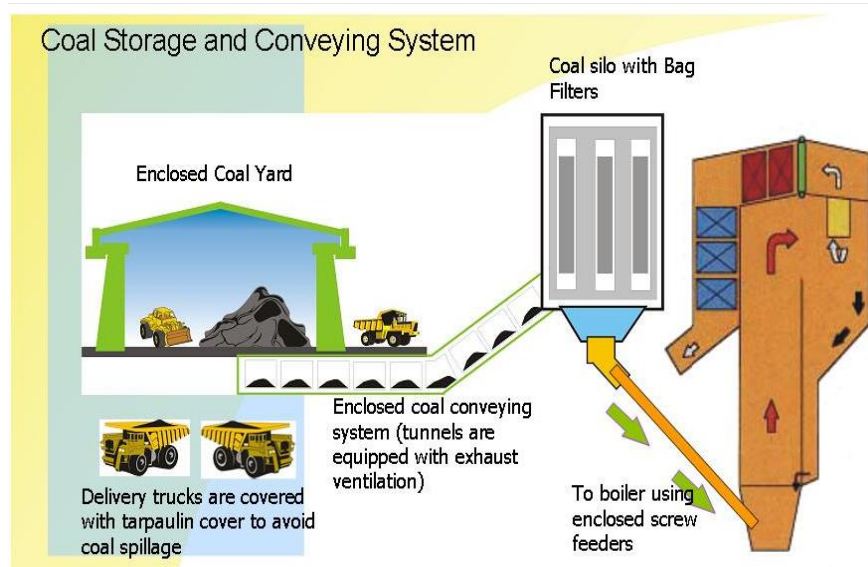 Coal Storage and Conveying System
Coal silo with Bag
Filters
Enclosed Coal Yard
Enclosed coal conveying
system (tunnels are
equipped with exhaust
ventilation)
Delivery trucks are covered
with tarpaulin cover to avoid
coal spillage
To boiler using
enclosed screw
feeders